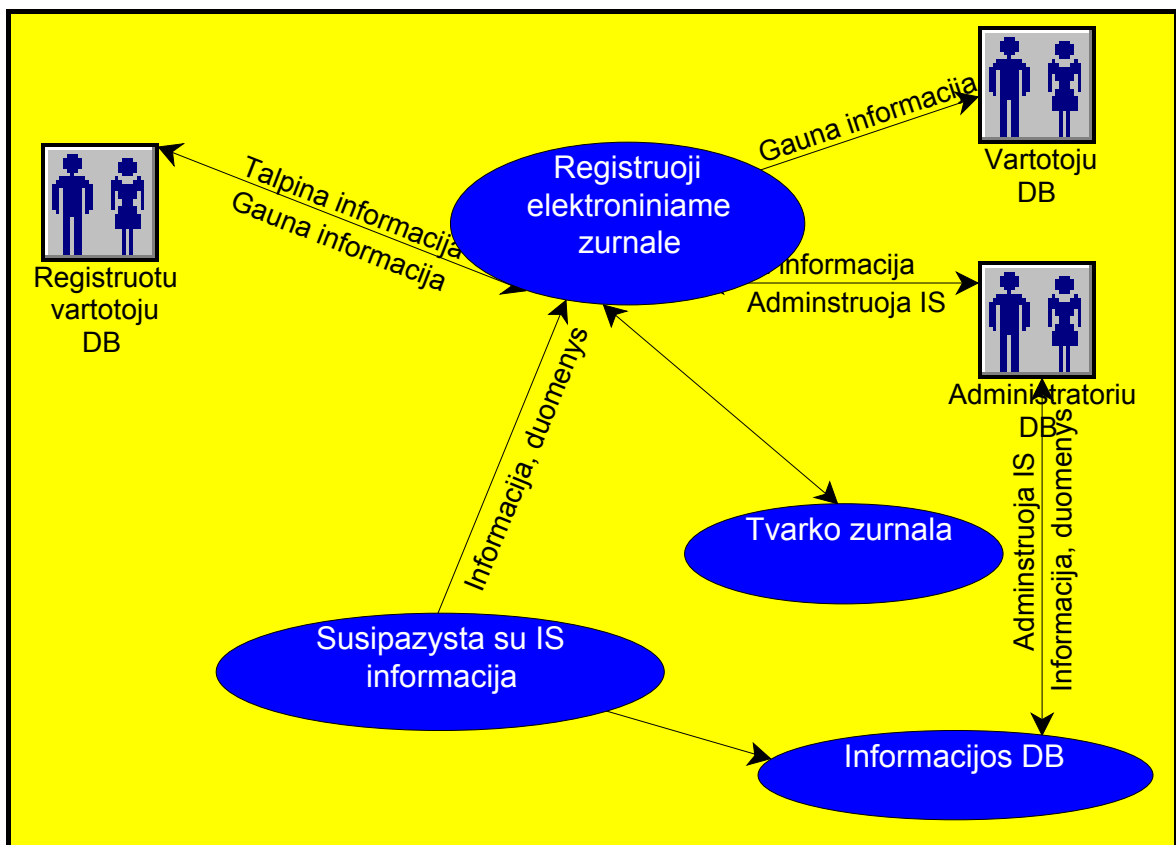 Gauna informacija
Vartotoju
DB
Registruoji
elektroniniame
zurnale
Talpina informacija
Gauna informacija
Registruotu
vartotoju
DB
informacija
Adminstruoja IS
Administratoriu
DB
Informacija, duomenys
Adminstruoja IS
Informacija, duomenys
Tvarko zurnala
Susipazysta su IS
informacija
Informacijos DB